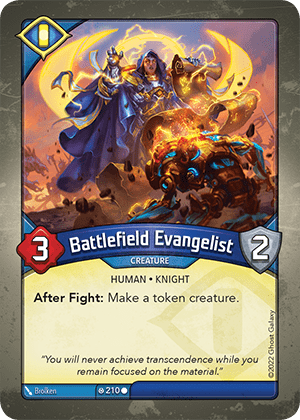 Battlefield Evangelist
CREATURE
3
2
HUMAN • KNIGHT
After Fight: Make a token creature.
"You will never achieve transcendence while you
remain focused on the material."
Broiken
210
©2022 Ghost Galaxy